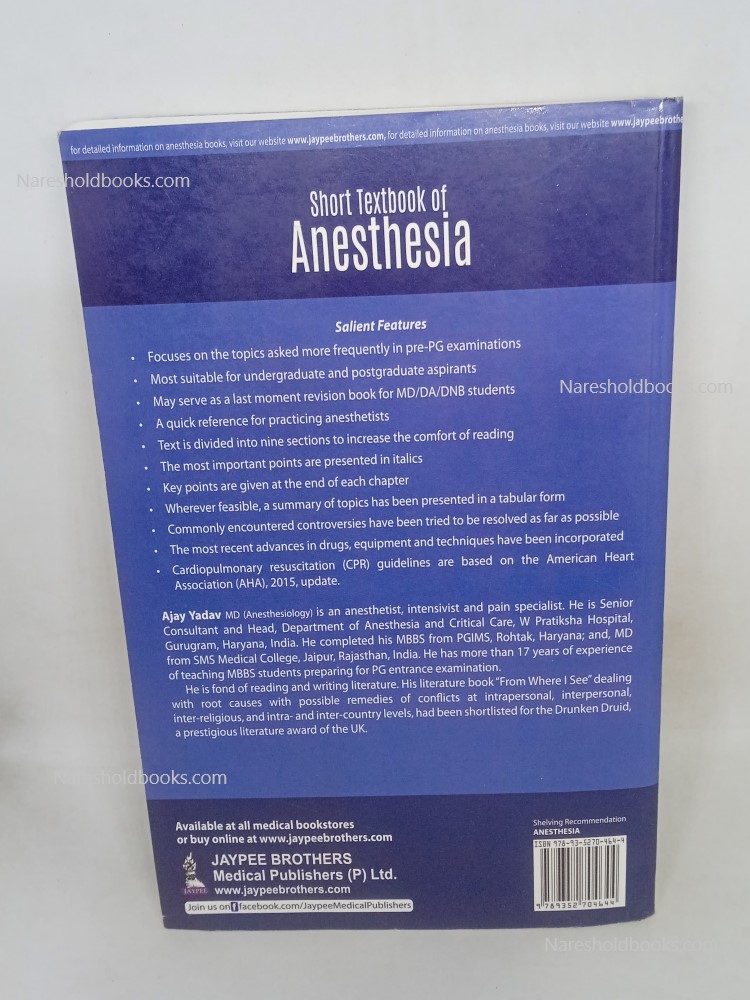 for detailed information on anesthesia books, visit our website www.jaypeebrothers.com, for detailed information on anesthesia books, visit our website www.jaypeebrothe
Naresholdbooks.com
Short Textbook of
Anesthesia
Salient Features
• Focuses on the topics asked more frequently in pre-PG examinations
• Most suitable for undergraduate and postgraduate aspirants
Naresholdbooks.com
• May serve as a last moment revision book for MD/DA/DNB students
• A quick reference for practicing anesthetists
• Text is divided into nine sections to increase the comfort of reading
• The most important points are presented in italics
• Key points are given at the end of each chapter
• Wherever feasible, a summary of topics has been presented in a tabular form
• Commonly encountered controversies have been tried to be resolved as far as possible
• The most recent advances in drugs, equipment and techniques have been incorporated
• Cardiopulmonary resuscitation (CPR) guidelines are based on the American Heart
Association (AHA), 2015, update.
Ajay Yadav MD (Anesthesiology) is an anesthetist, intensivist and pain specialist. He is Senior
Consultant and Head, Department of Anesthesia and Critical Care, W Pratiksha Hospital,
Gurugram, Haryana, India. He completed his MBBS from PGIMS, Rohtak, Haryana; and, MD
from SMS Medical College, Jaipur, Rajasthan, India. He has more than 17 years of experience
of teaching MBBS students preparing for PG entrance examination.
He is fond of reading and writing literature. His literature book "From Where I See" dealing
with root causes with possible remedies of conflicts at intrapersonal, interpersonal,
inter-religious, and intra- and inter-country levels, had been shortlisted for the Drunken Druid,
a prestigious literature award of the UK.
Naresholdbooks.com
Available at all medical bookstores
or buy online at www.jaypeebrothers.com
JAYPEE
JAYPEE BROTHERS
Medical Publishers (P) Ltd.
www.jaypeebrothers.com
Join us on f facebook.com/JaypeeMedicalPublishers
Shelving Recommendation
ANESTHESIA
ISBN 978-93-5270-464-4
9 789352 704644
Naresholdbooks.com